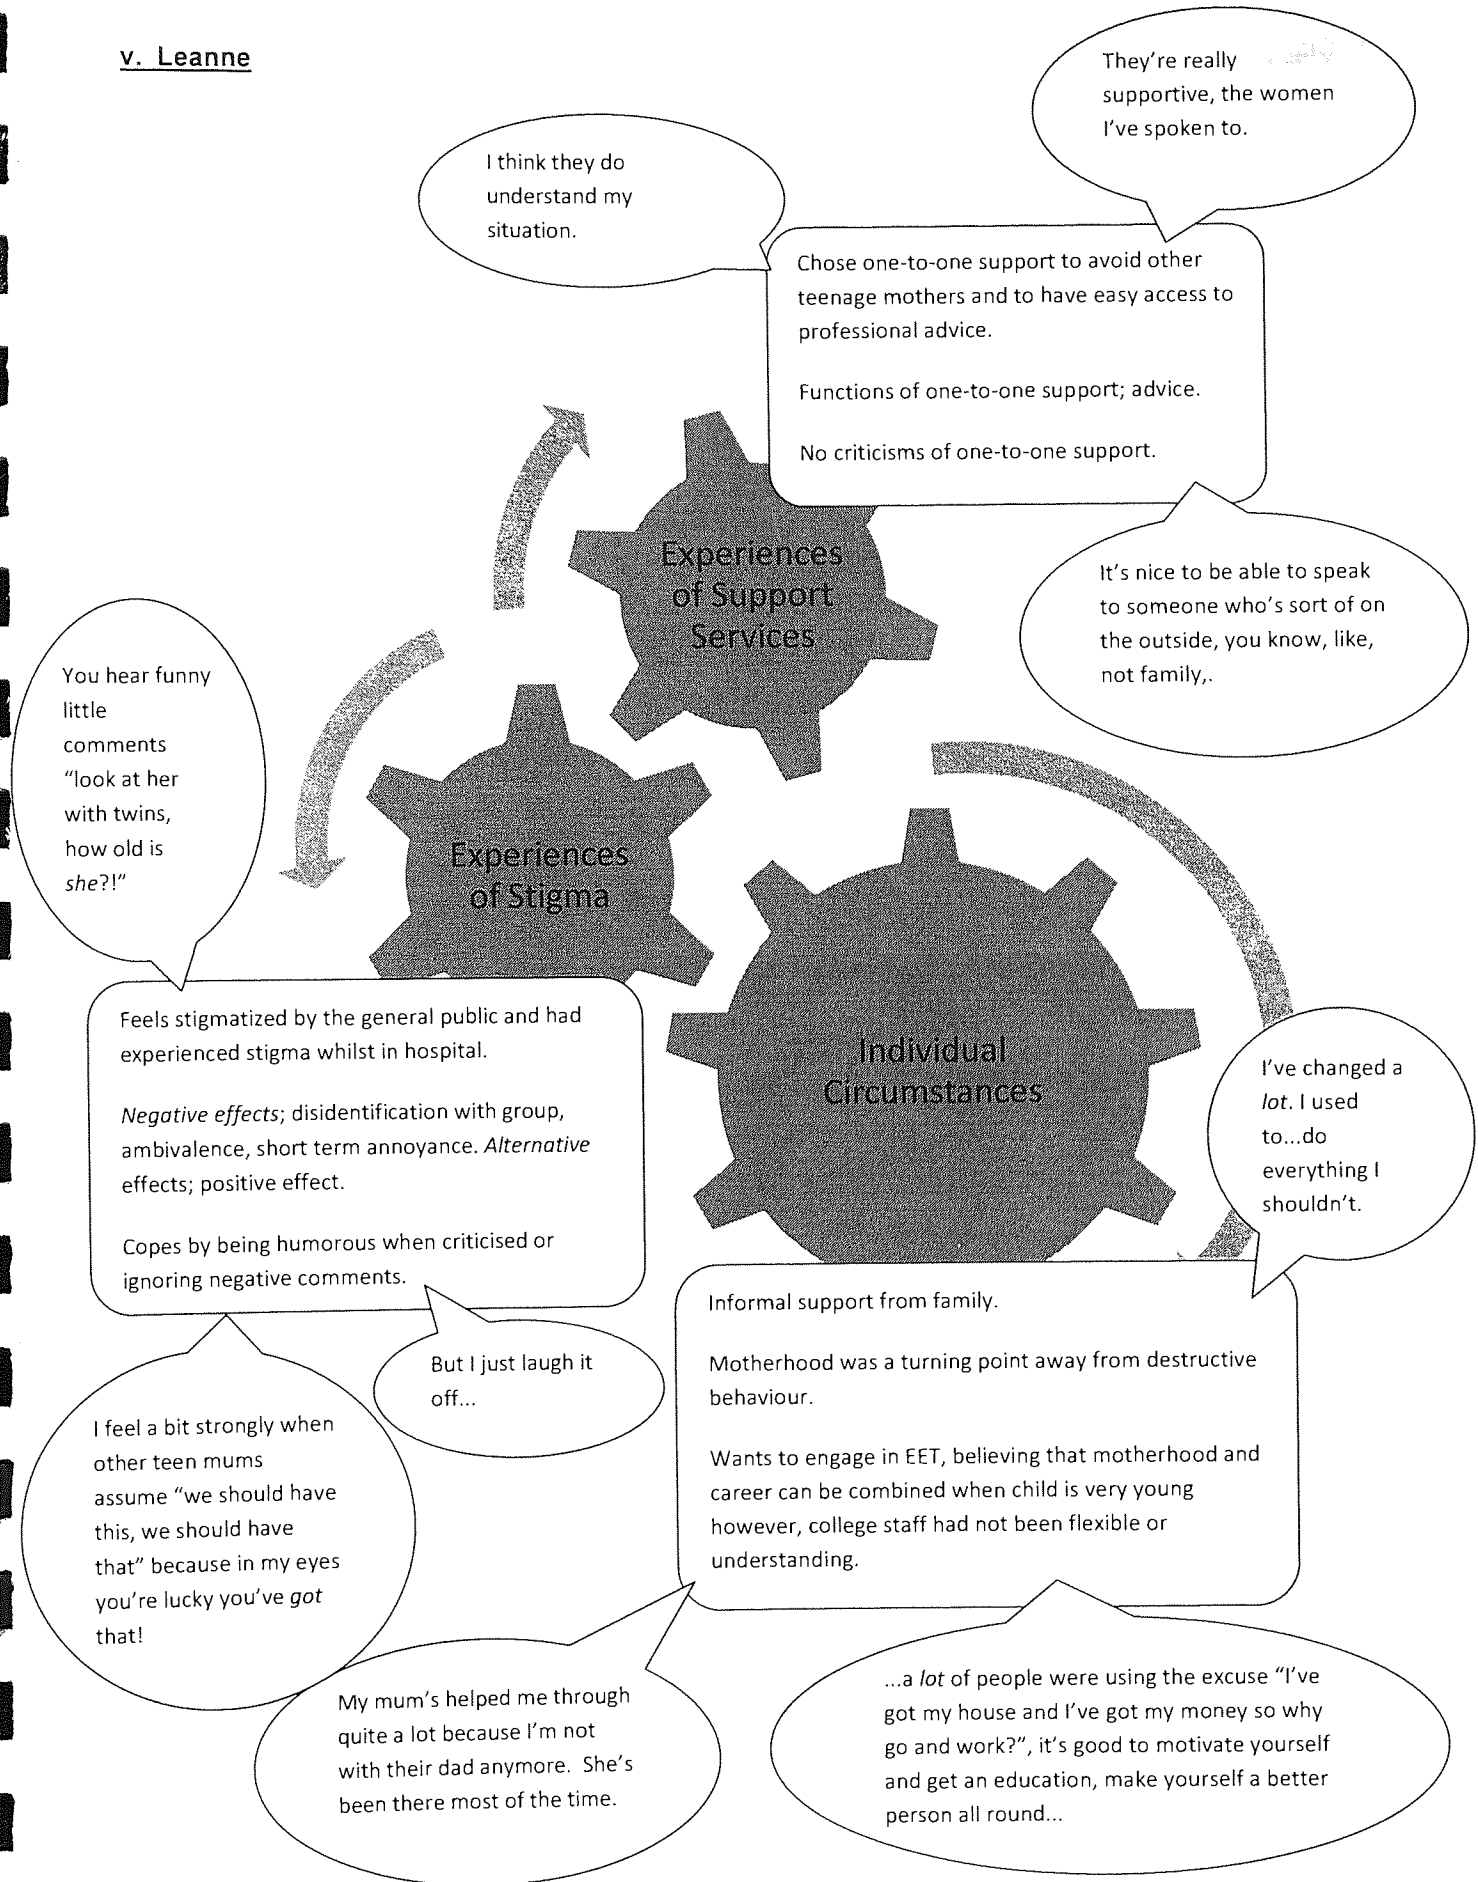 v. Leanne
They're really
supportive, the women
I've spoken to.
I think they do
understand my
situation.
Chose one-to-one support to avoid other
teenage mothers and to have easy access to
professional advice.
Functions of one-to-one support; advice.
No criticisms of one-to-one support.
Experiences
of Support
Services
It's nice to be able to speak
to someone who's sort of on
the outside, you know, like,
not family,.
You hear funny
little
comments
"look at her
with twins,
how old is
she?!"
Experiences
of Stigma
Feels stigmatized by the general public and had
experienced stigma whilst in hospital.
Negative effects; disidentification with group,
ambivalence, short term annoyance. Alternative
effects; positive effect.
Copes by being humorous when criticised or
ignoring negative comments.
Individual
Circumstances
I've changed a
lot. I used
to...do
everything I
shouldn't.
Informal support from family.
Motherhood was a turning point away from destructive
behaviour.
Wants to engage in EET, believing that motherhood and
career can be combined when child is very young
however, college staff had not been flexible or
understanding.
But I just laugh it
off...
I feel a bit strongly when
other teen mums
assume "we should have
this, we should have
that" because in my eyes
you're lucky you've got
that!
My mum's helped me through
quite a lot because I'm not
with their dad anymore.  She's
been there most of the time.
...a lot of people were using the excuse "I've
got my house and I've got my money so why
go and work?", it's good to motivate yourself
and get an education, make yourself a better
person all round...